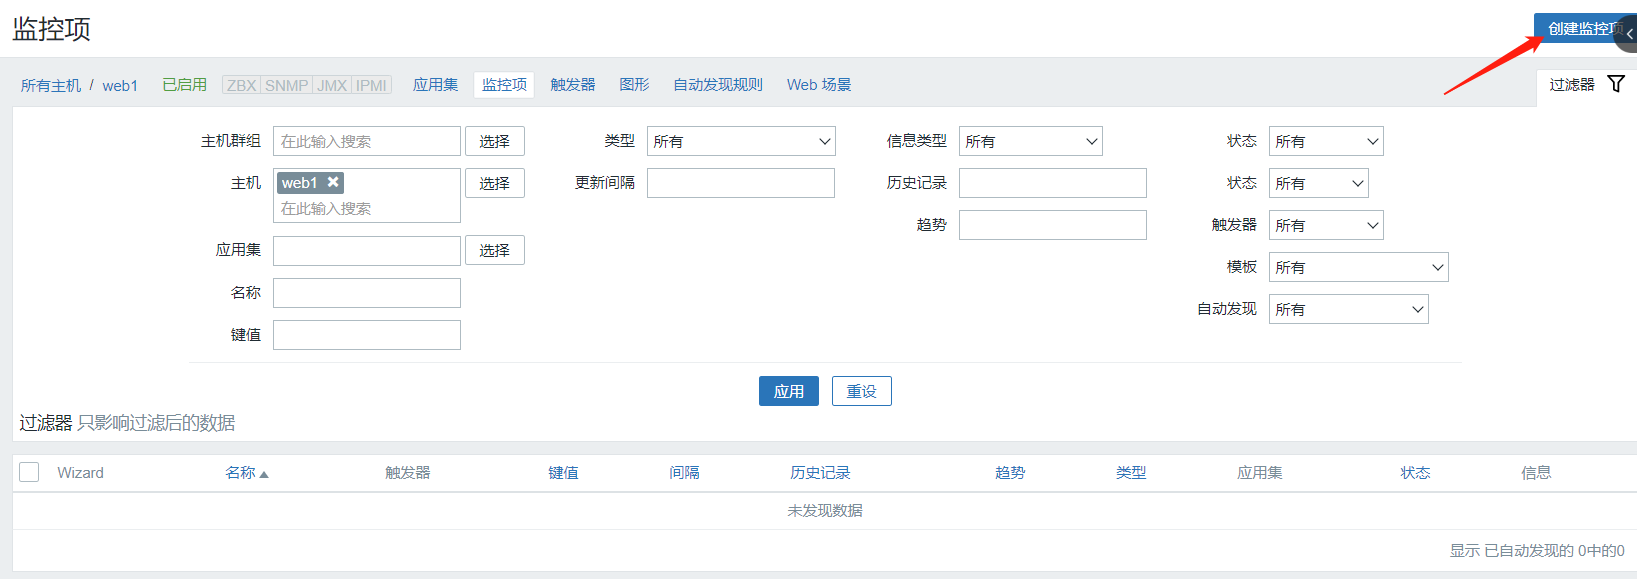 监控项
创建监控项
所有主机 / web1 已启用 ZBX SNMP JMX IPMI 应用集 监控项 触发器 图形 自动发现规则 Web 场景 过滤器
主机群组 在此输入搜索 选择 类型 所有 信息类型 所有 状态 所有
主机 web1 选择 更新间隔 历史记录 状态 所有
在此输入搜索
趋势 触发器 所有
应用集 选择
模板 所有
名称
自动发现 所有
键值
应用 重设
过滤器 只影响过滤后的数据
Wizard 名称 触发器 键值 间隔 历史记录 趋势 类型 应用集 状态 信息
未发现数据
显示 已自动发现的 0中的0